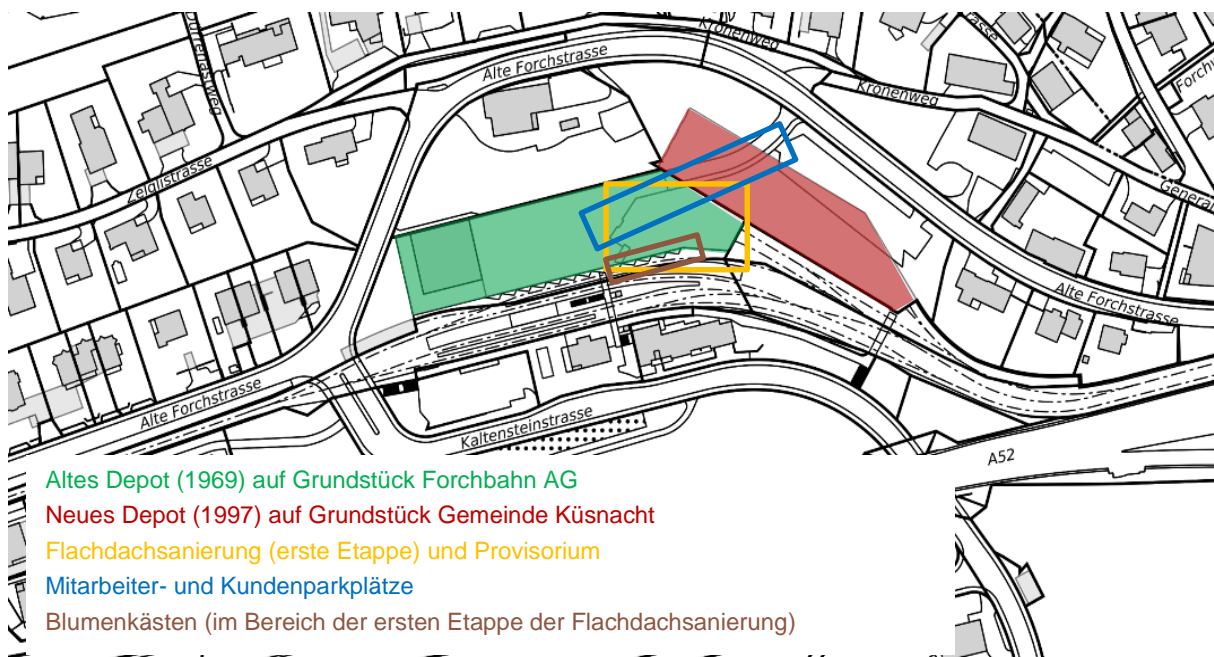 Kronenweg
Alte Forchstrasse
Kronenweg
Zelglistrasse
General
Alte Forchstrasse
Alte Forchstrasse
Kaltensteinstrasse
A52
Altes Depot (1969) auf Grundstück Forchbahn AG
Neues Depot (1997) auf Grundstück Gemeinde Küsnacht
Flachdachsanierung (erste Etappe) und Provisorium
Mitarbeiter- und Kundenparkplätze
Blumenkästen (im Bereich der ersten Etappe der Flachdachsanierung)